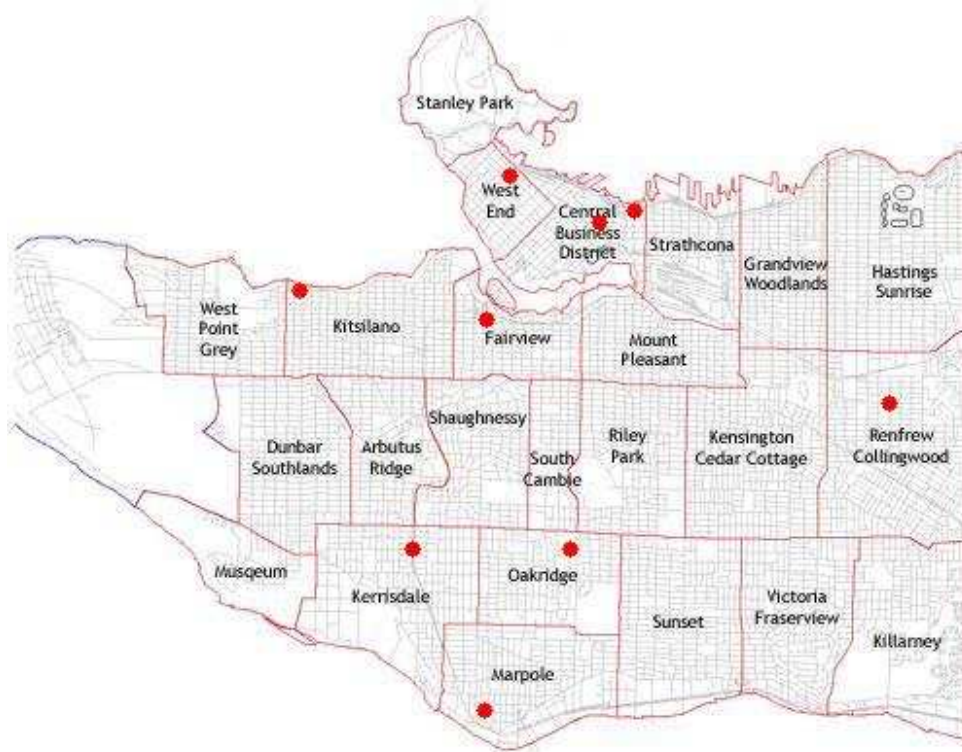 Stanley Park
West
End
Central
Business
District
Strathcona
Grandview
Woodlands
Hastings
Sunrise
West
Point
Grey
Kitsilano
Fairview
Mount
Pleasant
Shaughnessy
Dunbar
Southlands
Arbutus
Ridge
South
Cambie
Riley
Park
Kensington
Cedar Cottage
Renfrew
Collingwood
Musqeum
Kerrisdale
Oakridge
Sunset
Victoria
Fraserview
Killarney
Marpole